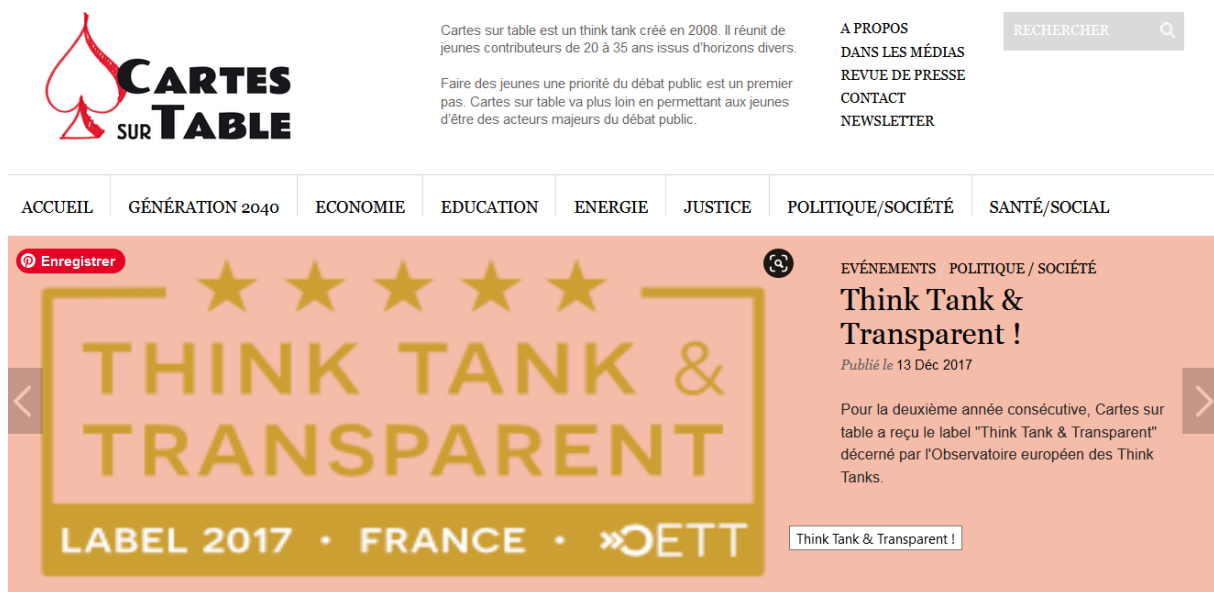 CARTES
SUR TABLE
Cartes sur table est un think tank créé en 2008. Il réunit de
jeunes contributeurs de 20 à 35 ans issus d'horizons divers.
Faire des jeunes une priorité du débat public est un premier
pas. Cartes sur table va plus loin en permettant aux jeunes
d'être des acteurs majeurs du débat public.
A PROPOS
DANS LES MÉDIAS
REVUE DE PRESSE
CONTACT
NEWSLETTER
RECHERCHER
ACCUEIL GÉNÉRATION 2040 ECONOMIE EDUCATION ENERGIE JUSTICE POLITIQUE/SOCIÉTÉ SANTÉ/SOCIAL
Enregistrer
THINK TANK &
TRANSPARENT
LABEL 2017 • FRANCE • »OETT
EVÉNEMENTS / POLITIQUE / SOCIÉTÉ
Think Tank &
Transparent !
Publié le 13 Déc 2017
Pour la deuxième année consécutive, Cartes sur
table a reçu le label "Think Tank & Transparent"
décerné par l'Observatoire européen des Think
Tanks.
Think Tank & Transparent !